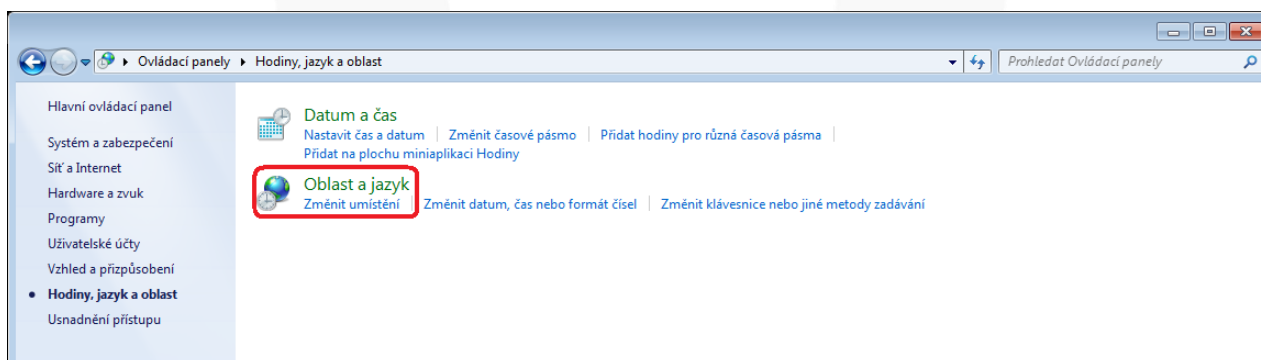 Ovládací panely ▸ Hodiny, jazyk a oblast
Prohledat Ovládací panely
Hlavní ovládací panel
Systém a zabezpečení
Síť a Internet
Hardware a zvuk
Programy
Uživatelské účty
Vzhled a přizpůsobení
• Hodiny, jazyk a oblast
Usnadnění přístupu
Datum a čas
Nastavit čas a datum | Změnit časové pásmo | Přidat hodiny pro různá časová pásma |
Přidat na plochu miniaplikaci Hodiny
Oblast a jazyk
Změnit umístění | Změnit datum, čas nebo formát čísel | Změnit klávesnice nebo jiné metody zadávání